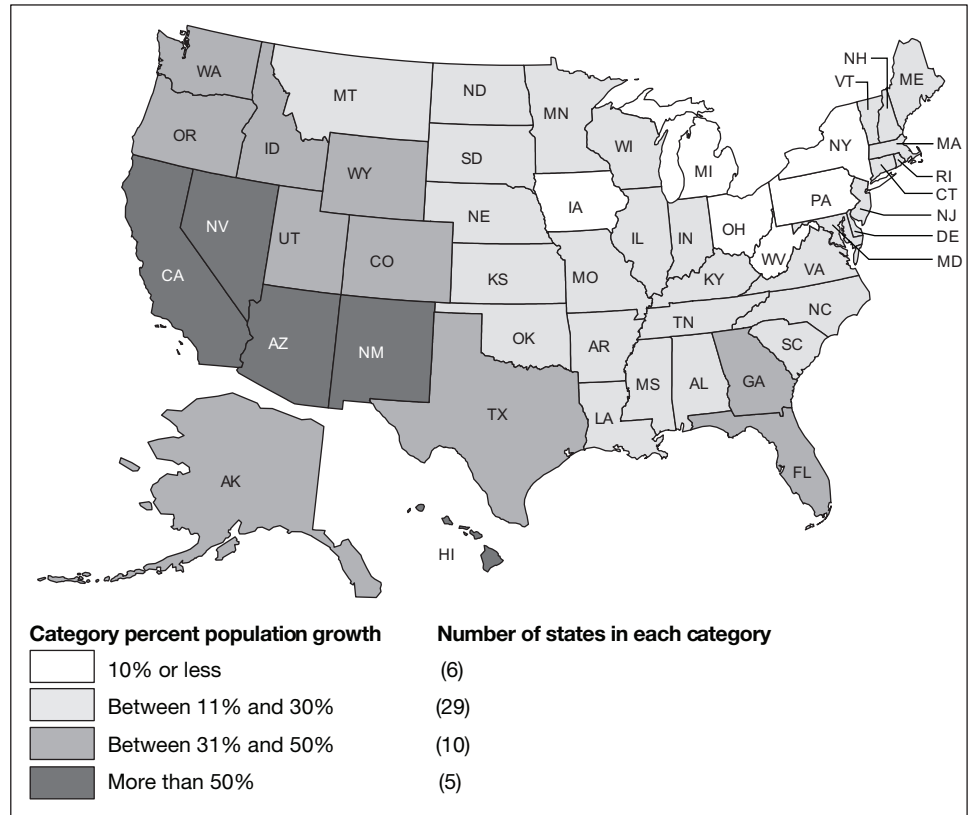 WA
MT
ND
MN
NH
VT
ME
OR
ID
SD
WI
NY
MA
WY
MI
RI
CT
NV
NE
IA
PA
NJ
UT
IL
IN
OH
DE
CO
WV
MD
CA
KS
MO
KY
VA
AZ
NM
OK
AR
TN
NC
SC
TX
MS
AL
GA
LA
AK
FL
HI
Category percent population growth Number of states in each category
10% or less (6)
Between 11% and 30% (29)
Between 31% and 50% (10)
More than 50% (5)